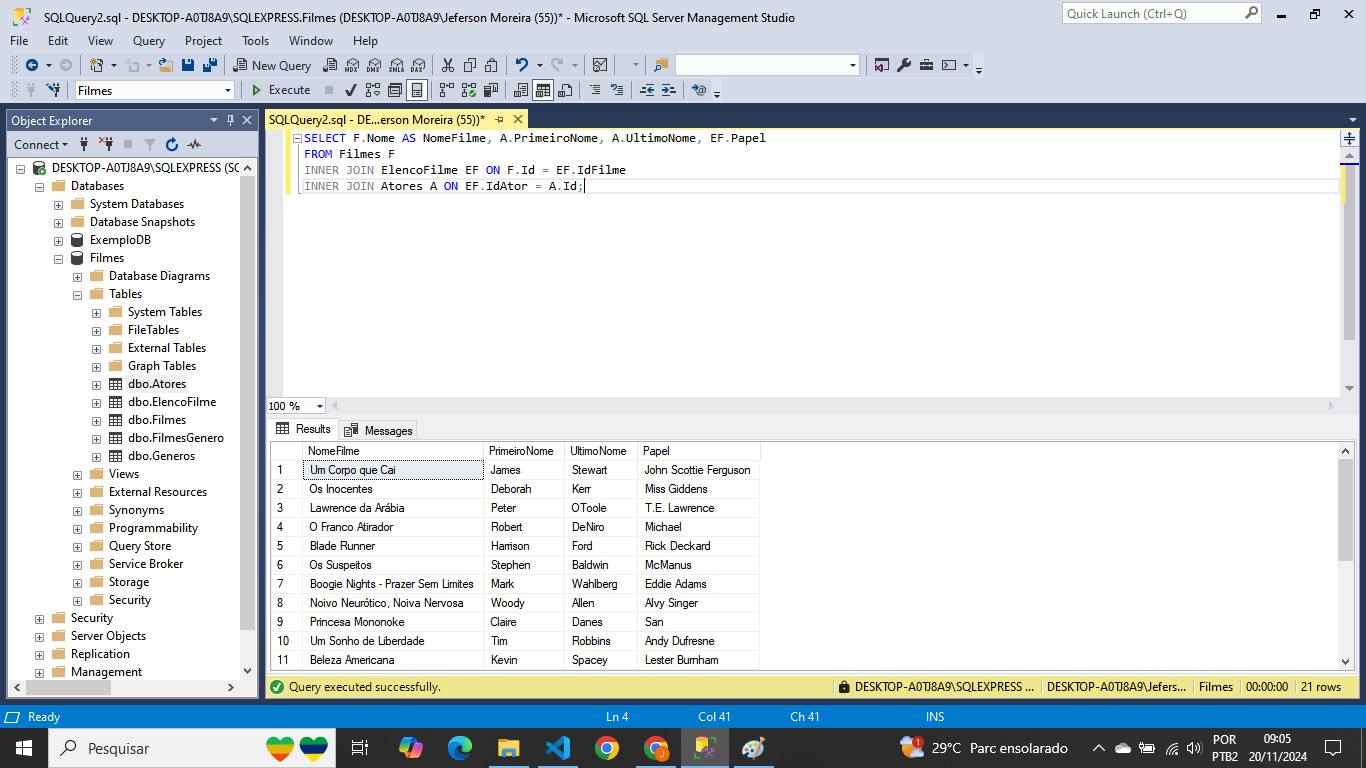 SQLQuery2.sql - DESKTOP-A0TJ8A9\SQLEXPRESS.Filmes (DESKTOP-A0TJ8A9\Jeferson Moreira (55))* - Microsoft SQL Server Management Studio
Quick Launch (Ctrl+Q)
File Edit View Query Project Tools Window Help
New Query
MDX DMX XMLA DAX
Filmes
Execute
Object Explorer
Connect
DESKTOP-A0TJ8A9\SQLEXPRESS (SQ
Databases
System Databases
Database Snapshots
ExemploDB
Filmes
Database Diagrams
Tables
System Tables
FileTables
External Tables
Graph Tables
dbo.Atores
dbo.ElencoFilme
dbo.Filmes
dbo.FilmesGenero
dbo.Generos
Views
External Resources
Synonyms
Programmability
Query Store
Service Broker
Storage
Security
Security
Server Objects
Replication
Management
SQLQuery2.sql - DE...erson Moreira (55))*
SELECT F.Nome AS NomeFilme, A.PrimeiroNome, A.UltimoNome, EF.Papel
FROM Filmes F
INNER JOIN ElencoFilme EF ON F.Id = EF.IdFilme
INNER JOIN Atores A ON EF.IdAtor = A.Id;
100 %
Results Messages
NomeFilme PrimeiroNome UltimoNome Papel
1 Um Corpo que Cai James Stewart John Scottie Ferguson
2 Os Inocentes Deborah Kerr Miss Giddens
3 Lawrence da Arábia Peter OToole T.E. Lawrence
4 O Franco Atirador Robert DeNiro Michael
5 Blade Runner Harrison Ford Rick Deckard
6 Os Suspeitos Stephen Baldwin McManus
7 Boogie Nights - Prazer Sem Limites Mark Wahlberg Eddie Adams
8 Noivo Neurótico, Noiva Nervosa Woody Allen Alvy Singer
9 Princesa Mononoke Claire Danes San
10 Um Sonho de Liberdade Tim Robbins Andy Dufresne
11 Beleza Americana Kevin Spacey Lester Burnham
Query executed successfully.
DESKTOP-A0TJ8A9\SQLEXPRESS ... DESKTOP-A0TJ8A9\Jefers... Filmes 00:00:00 21 rows
Ready Ln 4 Col 41 Ch 41 INS
Pesquisar
1
29°C Parc ensolarado
POR
PTB2
09:05
20/11/2024